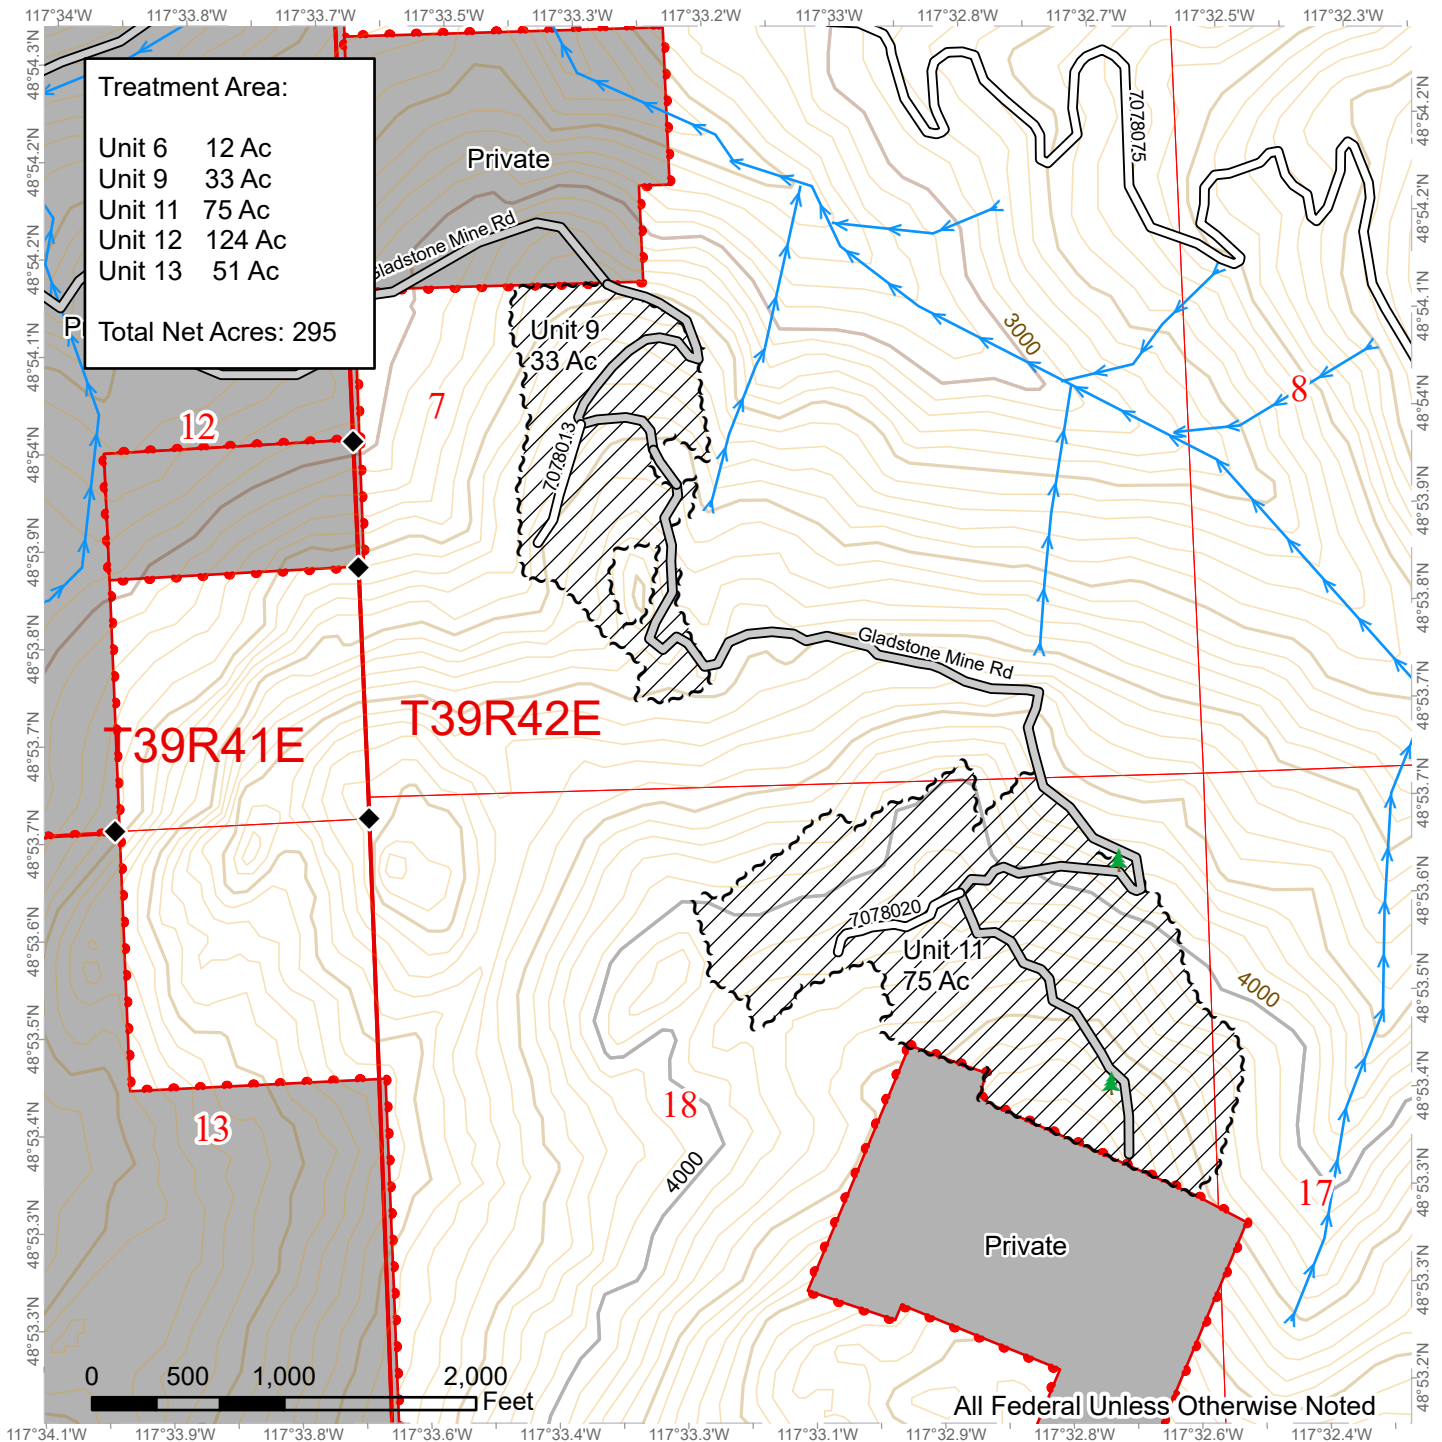 117°34'W 117°33.8'W 117°33.7'W 117°33.5'W 117°33.3'W 117°33.2'W 117°33'W 117°32.8'W 117°32.7'W 117°32.5'W 117°32.3'W
Treatment Area:
Unit 6 12 Ac
Unit 9 33 Ac
Unit 11 75 Ac
Unit 12 124 Ac
Unit 13 51 Ac
Total Net Acres: 295
Private
Gladstone Mine Rd
P
7078075
3000
Unit 9
33 Ac
7078013
7
8
12
Gladstone Mine Rd
T39R41E
T39R42E
7078020
Unit 11
75 Ac
4000
18
13
4000
17
Private
0 500 1,000 2,000
Feet
All Federal Unless Otherwise Noted
48°54.3'N
48°54.2'N
48°54.2'N
48°54.1'N
48°54'N
48°53.9'N
48°53.8'N
48°53.7'N
48°53.7'N
48°53.6'N
48°53.5'N
48°53.4'N
48°53.3'N
48°53.3'N
48°54.2'N
48°54.2'N
48°54.1'N
48°54'N
48°53.9'N
48°53.8'N
48°53.7'N
48°53.7'N
48°53.6'N
48°53.5'N
48°53.4'N
48°53.3'N
48°53.3'N
48°53.2'N
117°34.1'W 117°33.9'W 117°33.8'W 117°33.6'W 117°33.4'W 117°33.3'W 117°33.1'W 117°32.9'W 117°32.8'W 117°32.6'W 117°32.4'W